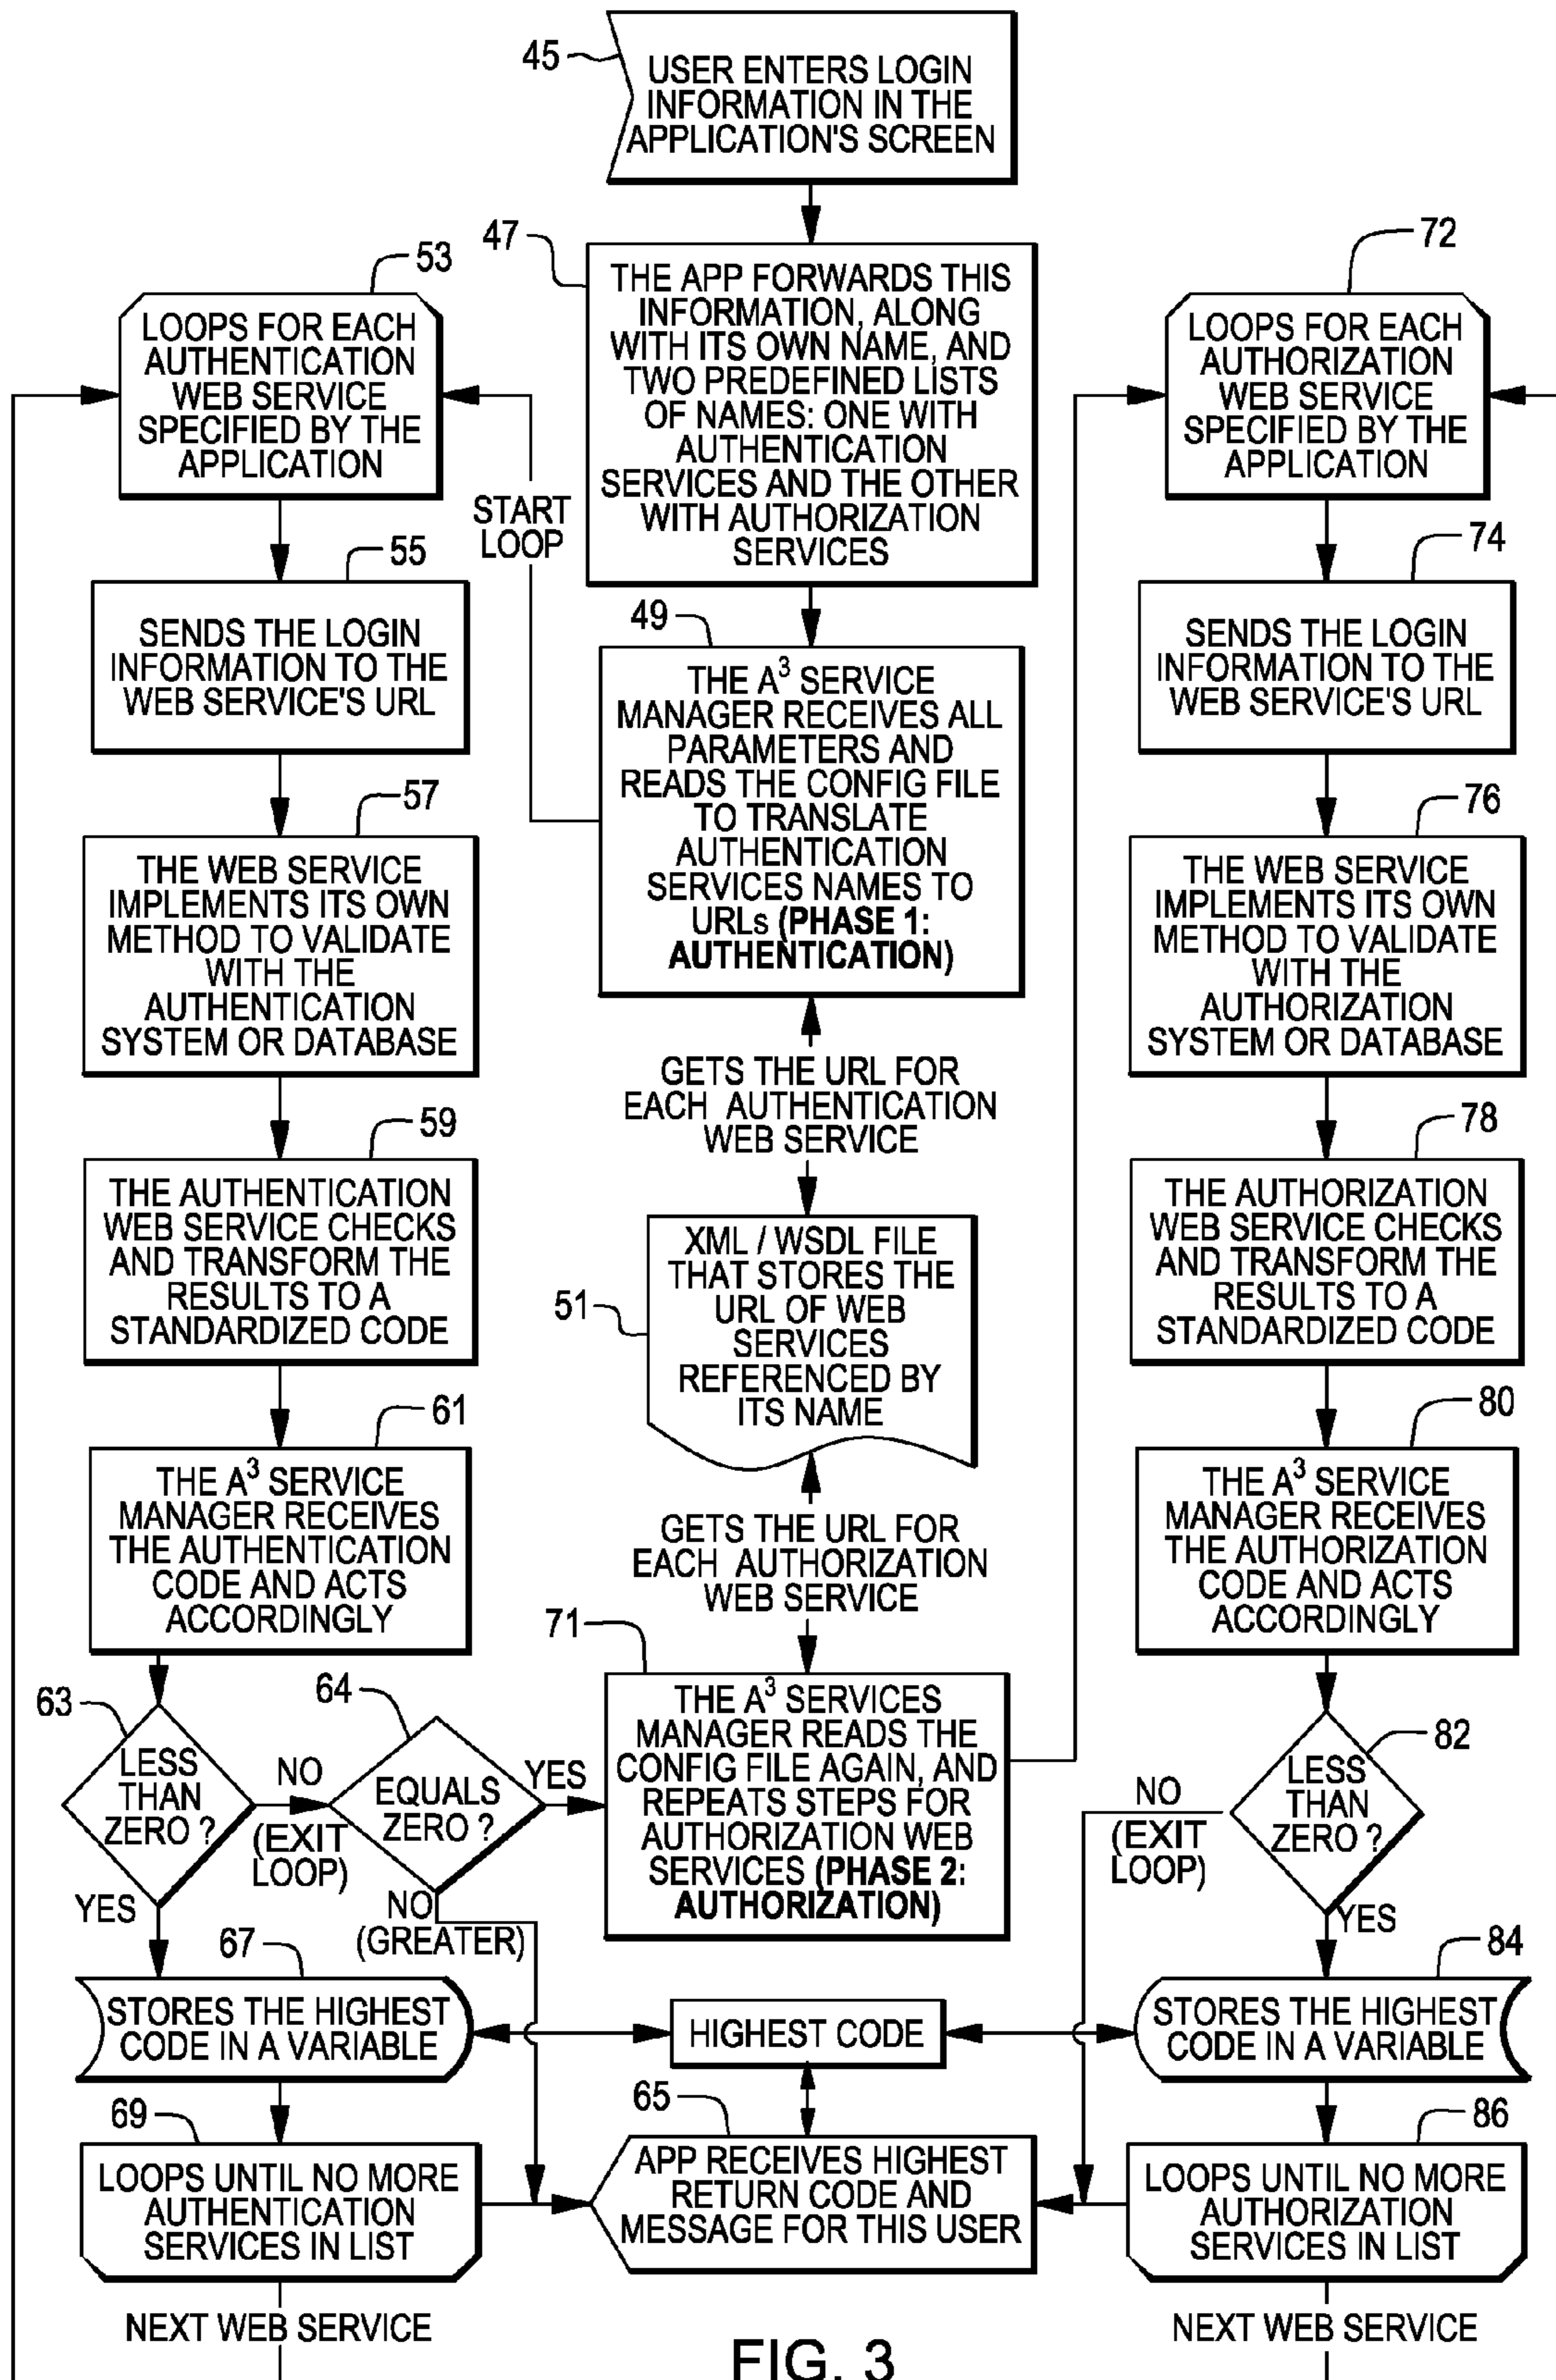 45
USER ENTERS LOGIN
INFORMATION IN THE
APPLICATION'S SCREEN
47
THE APP FORWARDS THIS
INFORMATION, ALONG
WITH ITS OWN NAME, AND
TWO PREDEFINED LISTS
OF NAMES: ONE WITH
AUTHENTICATION
SERVICES AND THE OTHER
WITH AUTHORIZATION
SERVICES
49
THE A³ SERVICE
MANAGER RECEIVES ALL
PARAMETERS AND
READS THE CONFIG FILE
TO TRANSLATE
AUTHENTICATION
SERVICES NAMES TO
URLs (PHASE 1:
AUTHENTICATION)
START
LOOP
GETS THE URL FOR
EACH AUTHENTICATION
WEB SERVICE
51
XML / WSDL FILE
THAT STORES THE
URL OF WEB
SERVICES
REFERENCED BY
ITS NAME
GETS THE URL FOR
EACH AUTHORIZATION
WEB SERVICE
53
LOOPS FOR EACH
AUTHENTICATION
WEB SERVICE
SPECIFIED BY THE
APPLICATION
55
SENDS THE LOGIN
INFORMATION TO THE
WEB SERVICE'S URL
57
THE WEB SERVICE
IMPLEMENTS ITS OWN
METHOD TO VALIDATE
WITH THE
AUTHENTICATION
SYSTEM OR DATABASE
59
THE AUTHENTICATION
WEB SERVICE CHECKS
AND TRANSFORM THE
RESULTS TO A
STANDARDIZED CODE
61
THE A³ SERVICE
MANAGER RECEIVES
THE AUTHENTICATION
CODE AND ACTS
ACCORDINGLY
63
LESS
THAN
ZERO ?
NO
(EXIT
LOOP)
YES
64
EQUALS
ZERO ?
YES
NO
(GREATER)
67
STORES THE HIGHEST
CODE IN A VARIABLE
69
LOOPS UNTIL NO MORE
AUTHENTICATION
SERVICES IN LIST
NEXT WEB SERVICE
71
THE A³ SERVICES
MANAGER READS THE
CONFIG FILE AGAIN, AND
REPEATS STEPS FOR
AUTHORIZATION WEB
SERVICES (PHASE 2:
AUTHORIZATION)
HIGHEST CODE
65
APP RECEIVES HIGHEST
RETURN CODE AND
MESSAGE FOR THIS USER
72
LOOPS FOR EACH
AUTHORIZATION
WEB SERVICE
SPECIFIED BY THE
APPLICATION
74
SENDS THE LOGIN
INFORMATION TO THE
WEB SERVICE'S URL
76
THE WEB SERVICE
IMPLEMENTS ITS OWN
METHOD TO VALIDATE
WITH THE
AUTHORIZATION
SYSTEM OR DATABASE
78
THE AUTHORIZATION
WEB SERVICE CHECKS
AND TRANSFORM THE
RESULTS TO A
STANDARDIZED CODE
80
THE A³ SERVICE
MANAGER RECEIVES
THE AUTHORIZATION
CODE AND ACTS
ACCORDINGLY
82
LESS
THAN
ZERO ?
NO
(EXIT
LOOP)
YES
84
STORES THE HIGHEST
CODE IN A VARIABLE
86
LOOPS UNTIL NO MORE
AUTHORIZATION
SERVICES IN LIST
NEXT WEB SERVICE
FIG. 3